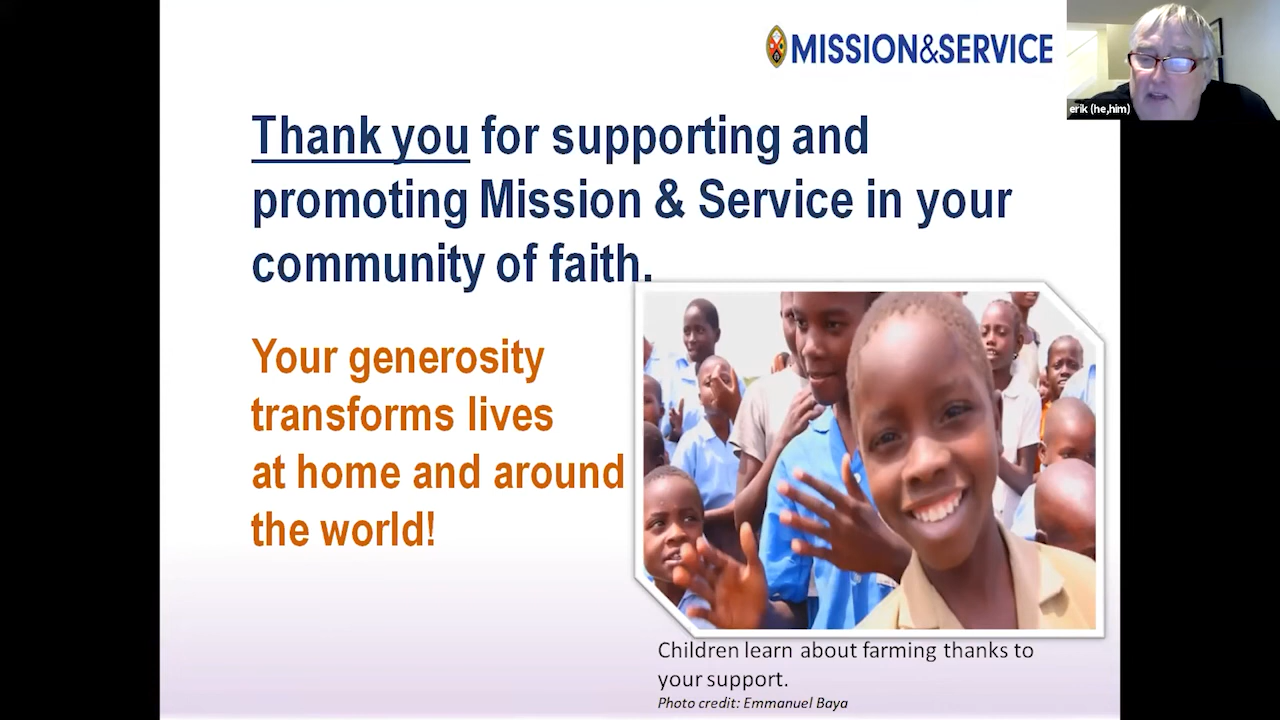 MISSION&SERVICE
erik (he,him)
Thank you for supporting and
promoting Mission & Service in your
community of faith.
Your generosity
transforms lives
at home and around
the world!
Children learn about farming thanks to
your support.
Photo credit: Emmanuel Baya